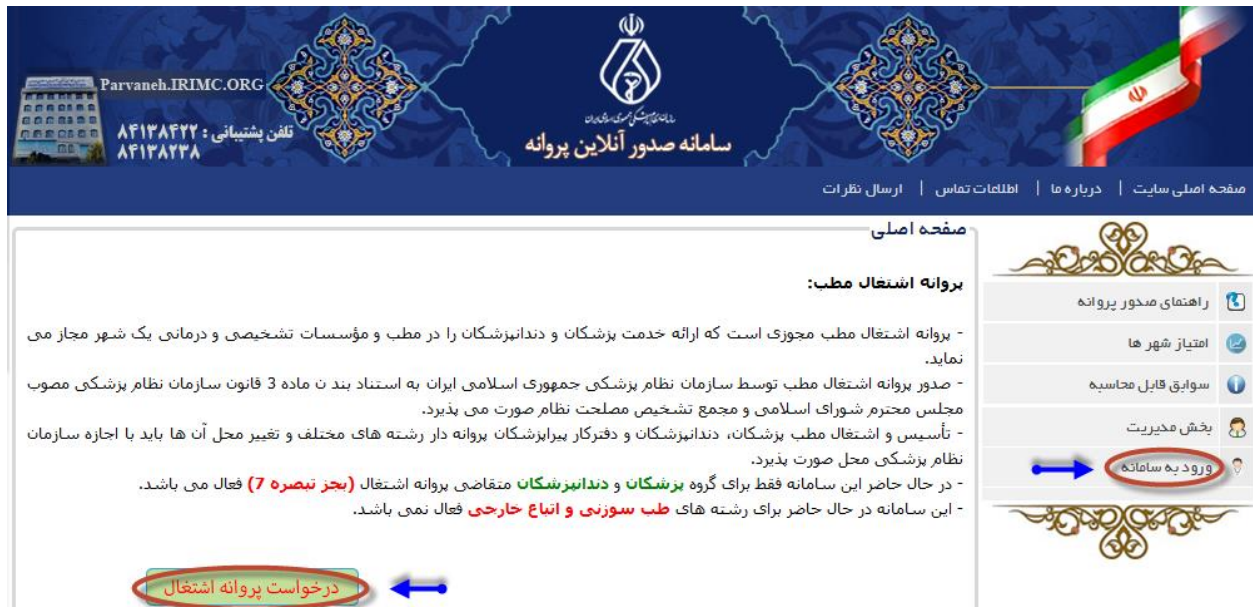 Parvaneh.IRIMC.ORG
تلفن پشتیبانی : ۸۴۱۳۸۴۲۲
۸۴۱۳۸۲۳۸
سامانه صدور آنلاین پروانه
صفحه اصلی سایت | درباره ما | اطلاعات تماس | ارسال نظرات
راهنمای صدور پروانه
امتیاز شهر ها
سوابق قابل محاسبه
بخش مدیریت
ورود به سامانه
صفحه اصلی
پروانه اشتغال مطب:
- پروانه اشتغال مطب مجوزی است که ارائه خدمت پزشکان و دندانپزشکان را در مطب و مؤسسات تشخیصی و درمانی یک شهر مجاز می
نماید.
- صدور پروانه اشتغال مطب توسط سازمان نظام پزشکی جمهوری اسلامی ایران به استناد بند ن ماده 3 قانون سازمان نظام پزشکی مصوب
مجلس محترم شورای اسلامی و مجمع تشخیص مصلحت نظام صورت می پذیرد.
- تأسیس و اشتغال مطب پزشکان، دندانپزشکان و دفترکار پیراپزشکان پروانه دار رشته های مختلف و تغییر محل آن ها باید با اجازه سازمان
نظام پزشکی محل صورت پذیرد.
- در حال حاضر این سامانه فقط برای گروه پزشکان و دندانپزشکان متقاضی پروانه اشتغال (بجز تبصره 7) فعال می باشد.
- این سامانه در حال حاضر برای رشته های طب سوزنی و اتباع خارجی فعال نمی باشد.
درخواست پروانه اشتغال